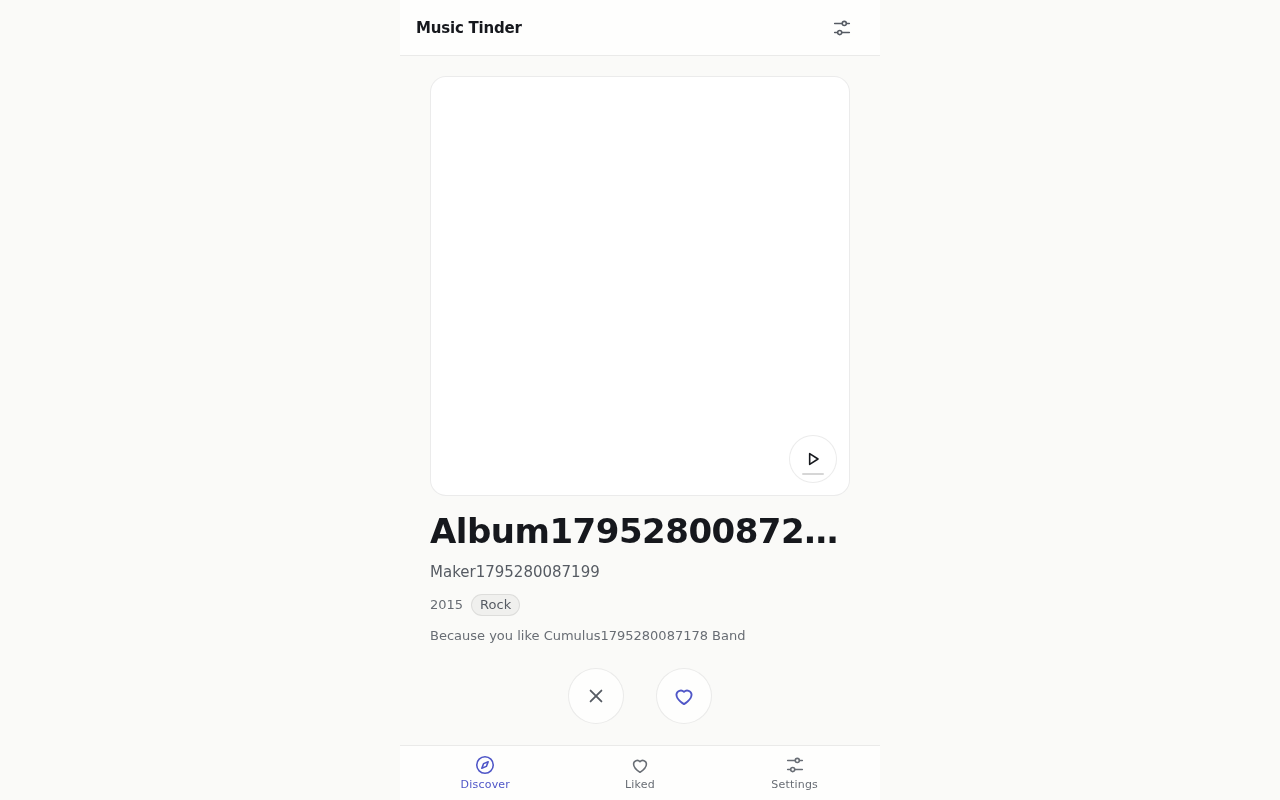 Music Tinder
Album17952800872...
Maker1795280087199
2015 Rock
Because you like Cumulus1795280087178 Band
Discover Liked Settings